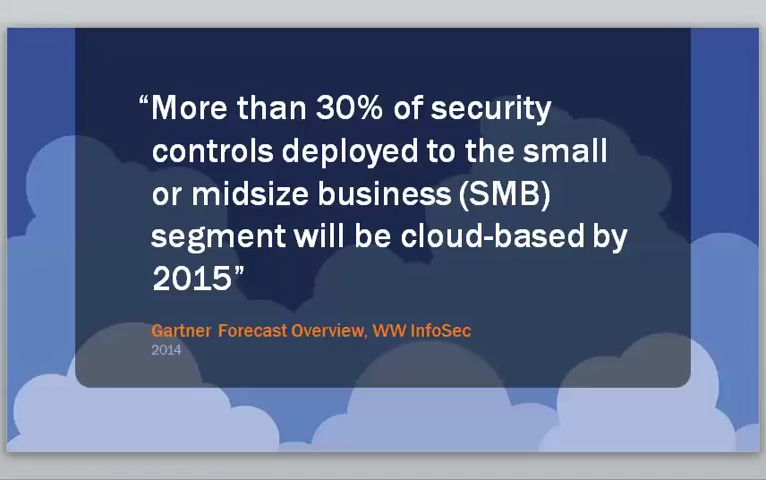 “More than 30% of security
controls deployed to the small
or midsize business (SMB)
segment will be cloud-based by
2015”
Gartner Forecast Overview, WW InfoSec
2014